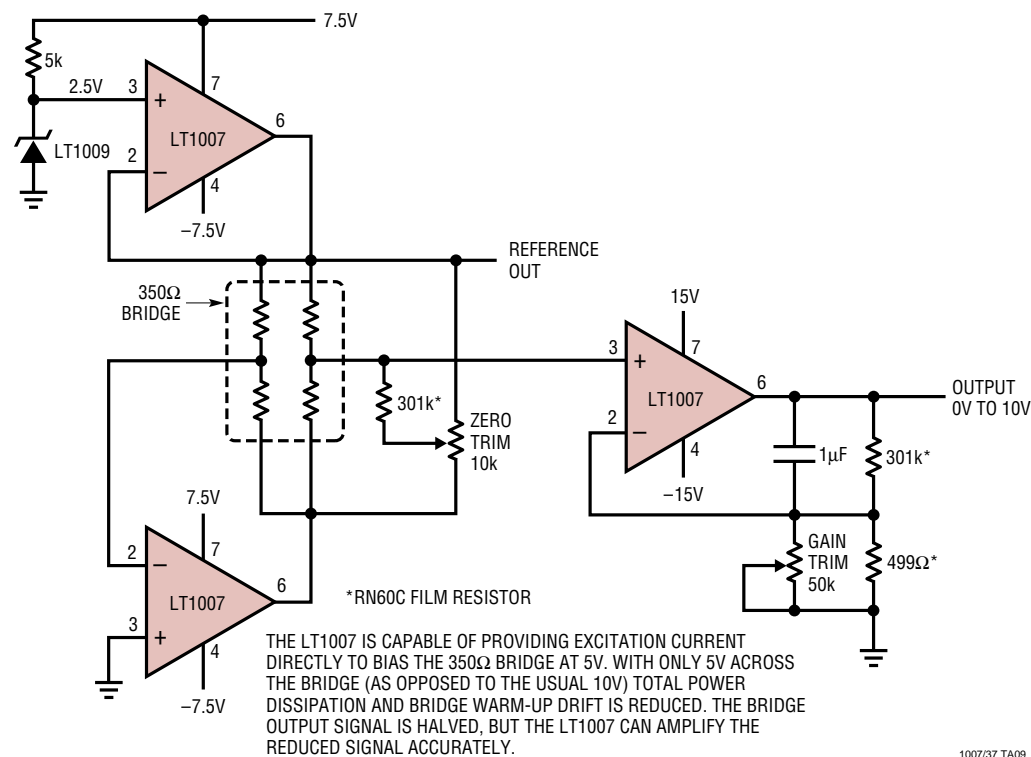 7.5V
5k
2.5V
3
+
7
6
LT1007
LT1009
2
−
4
−7.5V
REFERENCE
OUT
350Ω
BRIDGE
15V
3
+
7
6
OUTPUT
0V TO 10V
LT1007
301k*
ZERO
TRIM
10k
2
−
4
−15V
1µF
301k*
7.5V
7
2
−
6
LT1007
3
+
4
−7.5V
GAIN
TRIM
50k
499Ω*
*RN60C FILM RESISTOR
THE LT1007 IS CAPABLE OF PROVIDING EXCITATION CURRENT
DIRECTLY TO BIAS THE 350Ω BRIDGE AT 5V. WITH ONLY 5V ACROSS
THE BRIDGE (AS OPPOSED TO THE USUAL 10V) TOTAL POWER
DISSIPATION AND BRIDGE WARM-UP DRIFT IS REDUCED. THE BRIDGE
OUTPUT SIGNAL IS HALVED, BUT THE LT1007 CAN AMPLIFY THE
REDUCED SIGNAL ACCURATELY.
1007/37 TA09